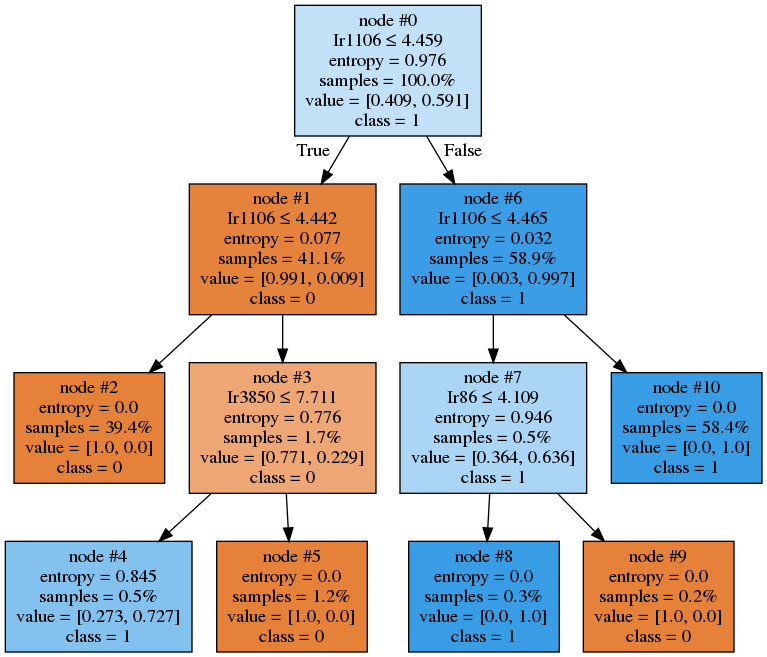 node #0
Ir1106 ≤ 4.459
entropy = 0.976
samples = 100.0%
value = [0.409, 0.591]
class = 1
True
False
node #1
Ir1106 ≤ 4.442
entropy = 0.077
samples = 41.1%
value = [0.991, 0.009]
class = 0
node #6
Ir1106 ≤ 4.465
entropy = 0.032
samples = 58.9%
value = [0.003, 0.997]
class = 1
node #2
entropy = 0.0
samples = 39.4%
value = [1.0, 0.0]
class = 0
node #3
Ir3850 ≤ 7.711
entropy = 0.776
samples = 1.7%
value = [0.771, 0.229]
class = 0
node #7
Ir86 ≤ 4.109
entropy = 0.946
samples = 0.5%
value = [0.364, 0.636]
class = 1
node #10
entropy = 0.0
samples = 58.4%
value = [0.0, 1.0]
class = 1
node #4
entropy = 0.845
samples = 0.5%
value = [0.273, 0.727]
class = 1
node #5
entropy = 0.0
samples = 1.2%
value = [1.0, 0.0]
class = 0
node #8
entropy = 0.0
samples = 0.3%
value = [0.0, 1.0]
class = 1
node #9
entropy = 0.0
samples = 0.2%
value = [1.0, 0.0]
class = 0